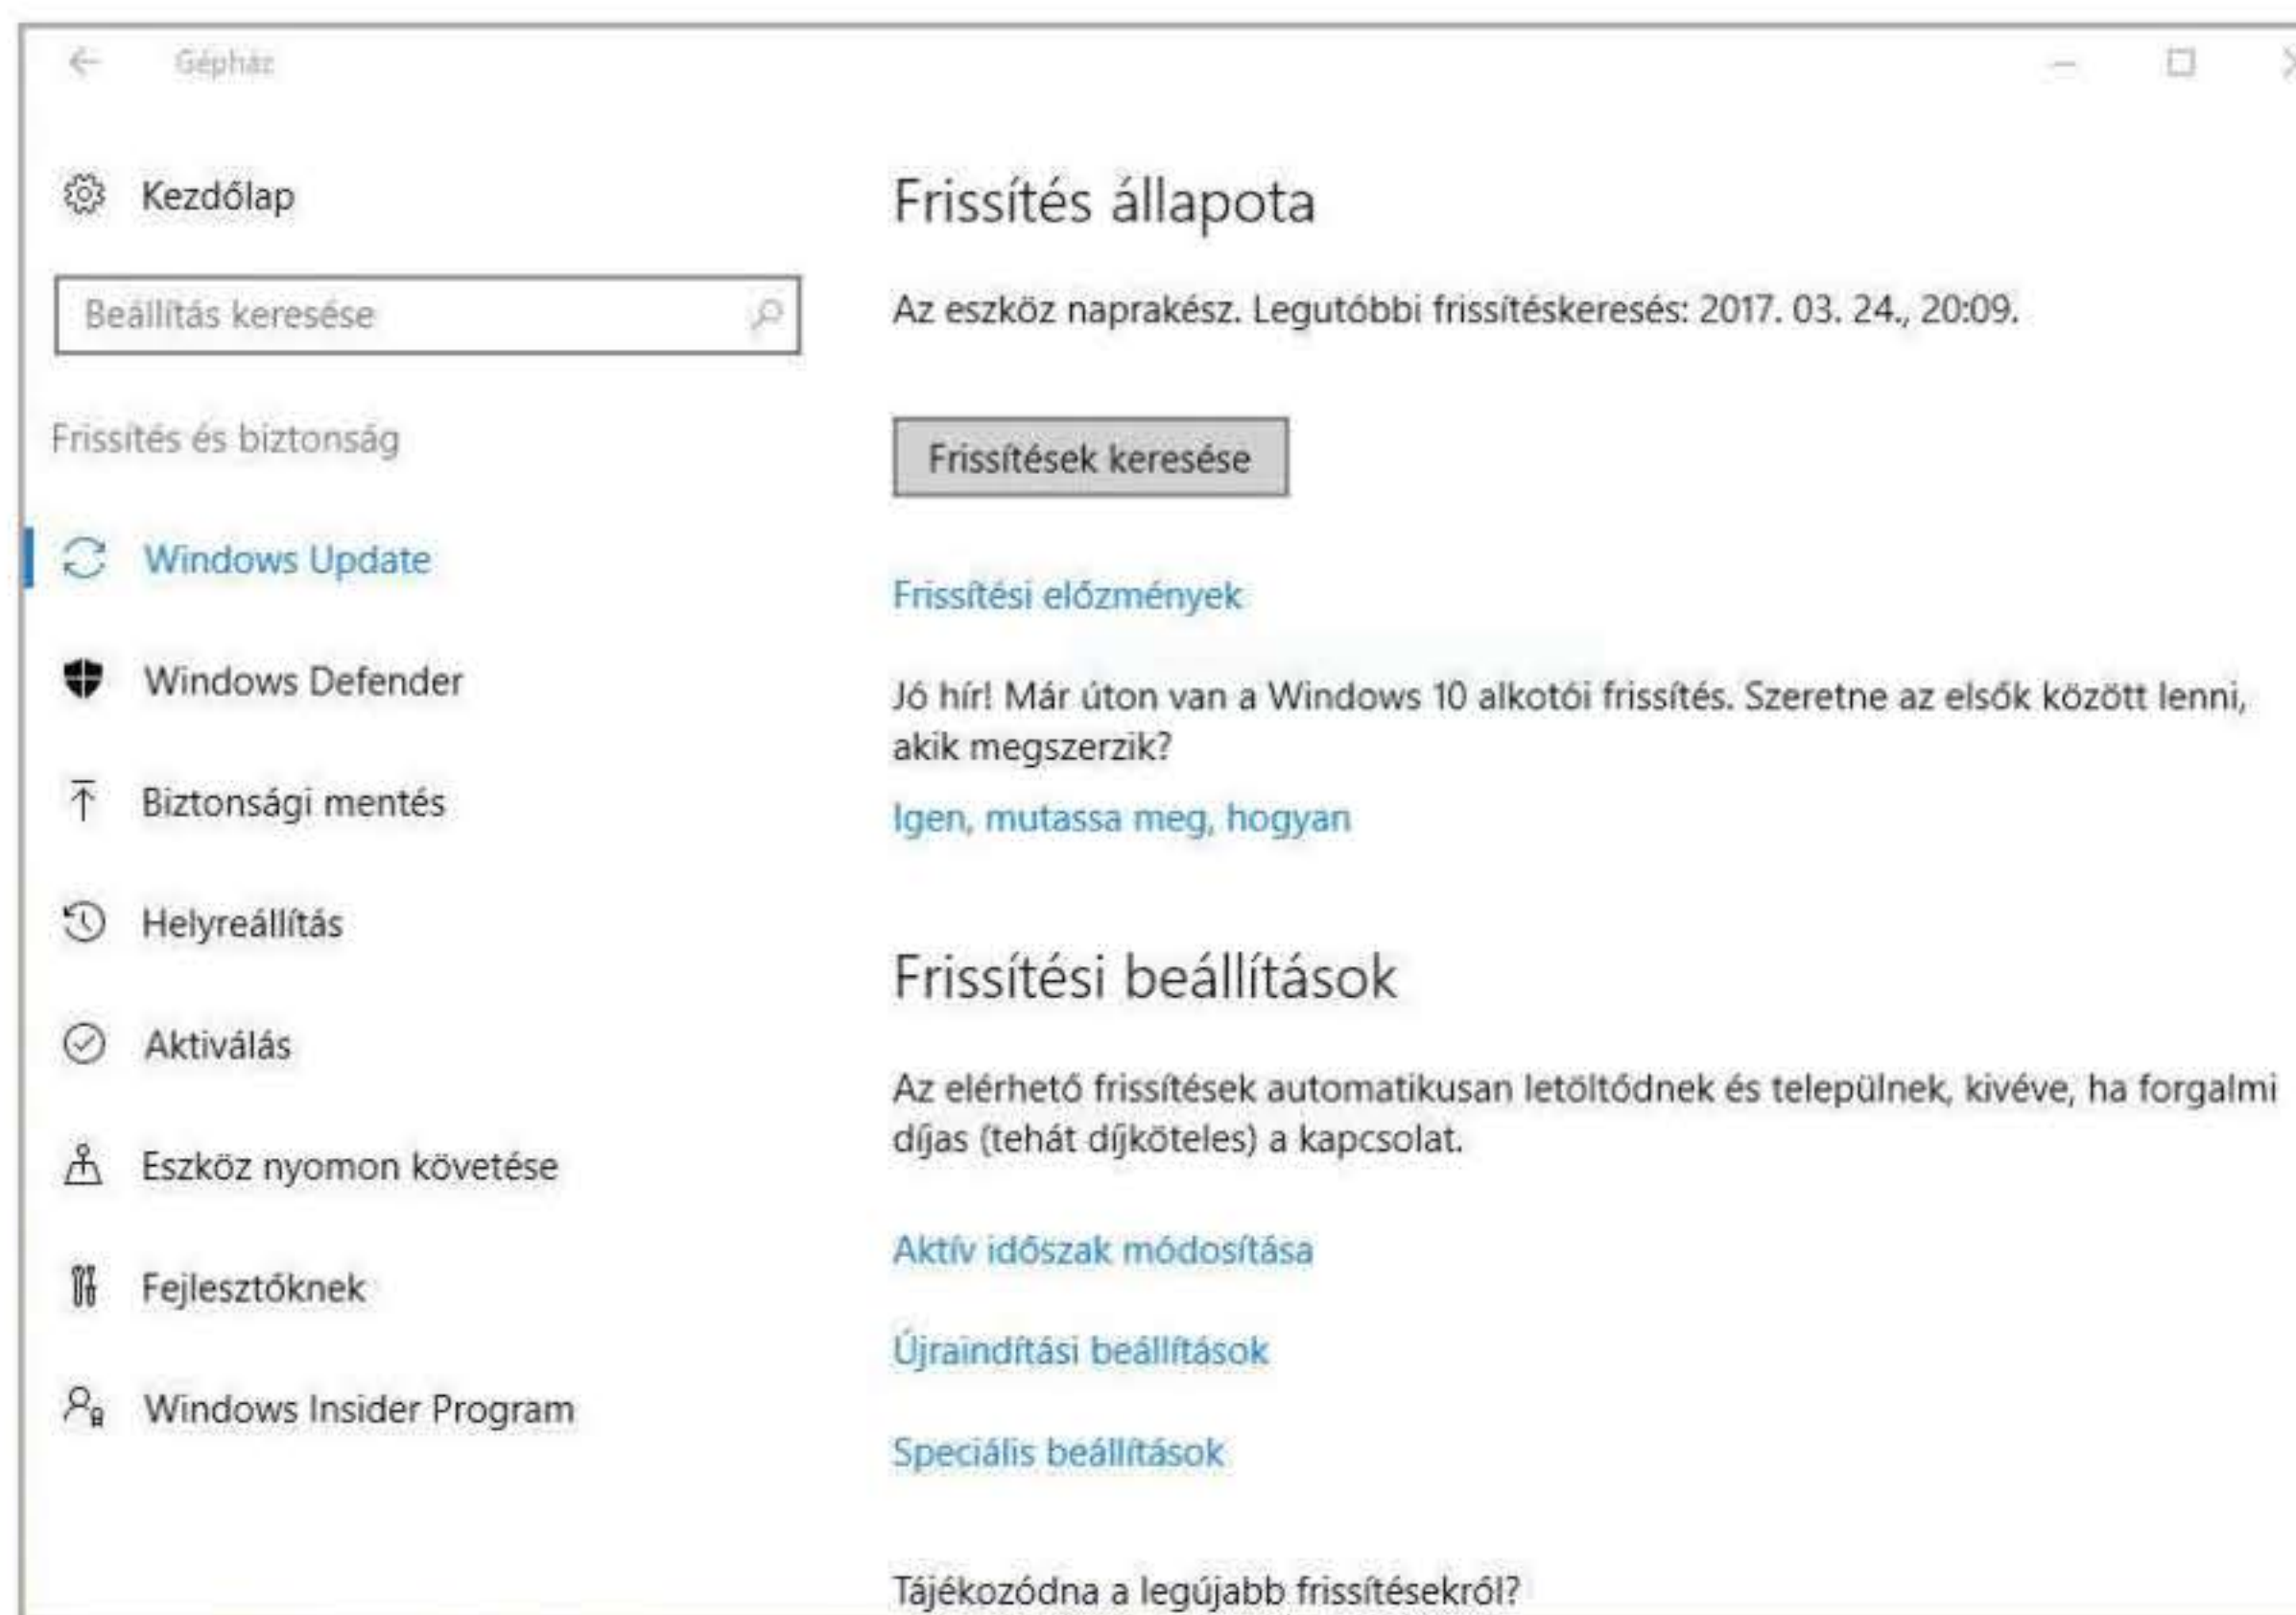 Gépház
Kezdőlap
Beállítás keresése
Frissítés és biztonság
Windows Update
Windows Defender
Biztonsági mentés
Helyreállítás
Aktiválás
Eszköz nyomon követése
Fejlesztőknek
Windows Insider Program
Frissítés állapota
Az eszköz naprakész. Legutóbbi frissítéskeresés: 2017. 03. 24., 20:09.
Frissítések keresése
Frissítési előzmények
Jó hír! Már úton van a Windows 10 alkotói frissítés. Szeretne az elsők között lenni,
akik megszerzik?
Igen, mutassa meg, hogyan
Frissítési beállítások
Az elérhető frissítések automatikusan letöltődnek és települnek, kivéve, ha forgalmi
díjas (tehát díjköteles) a kapcsolat.
Aktív időszak módosítása
Újraindítási beállítások
Speciális beállítások
Tájékozódna a legújabb frissítésekről?